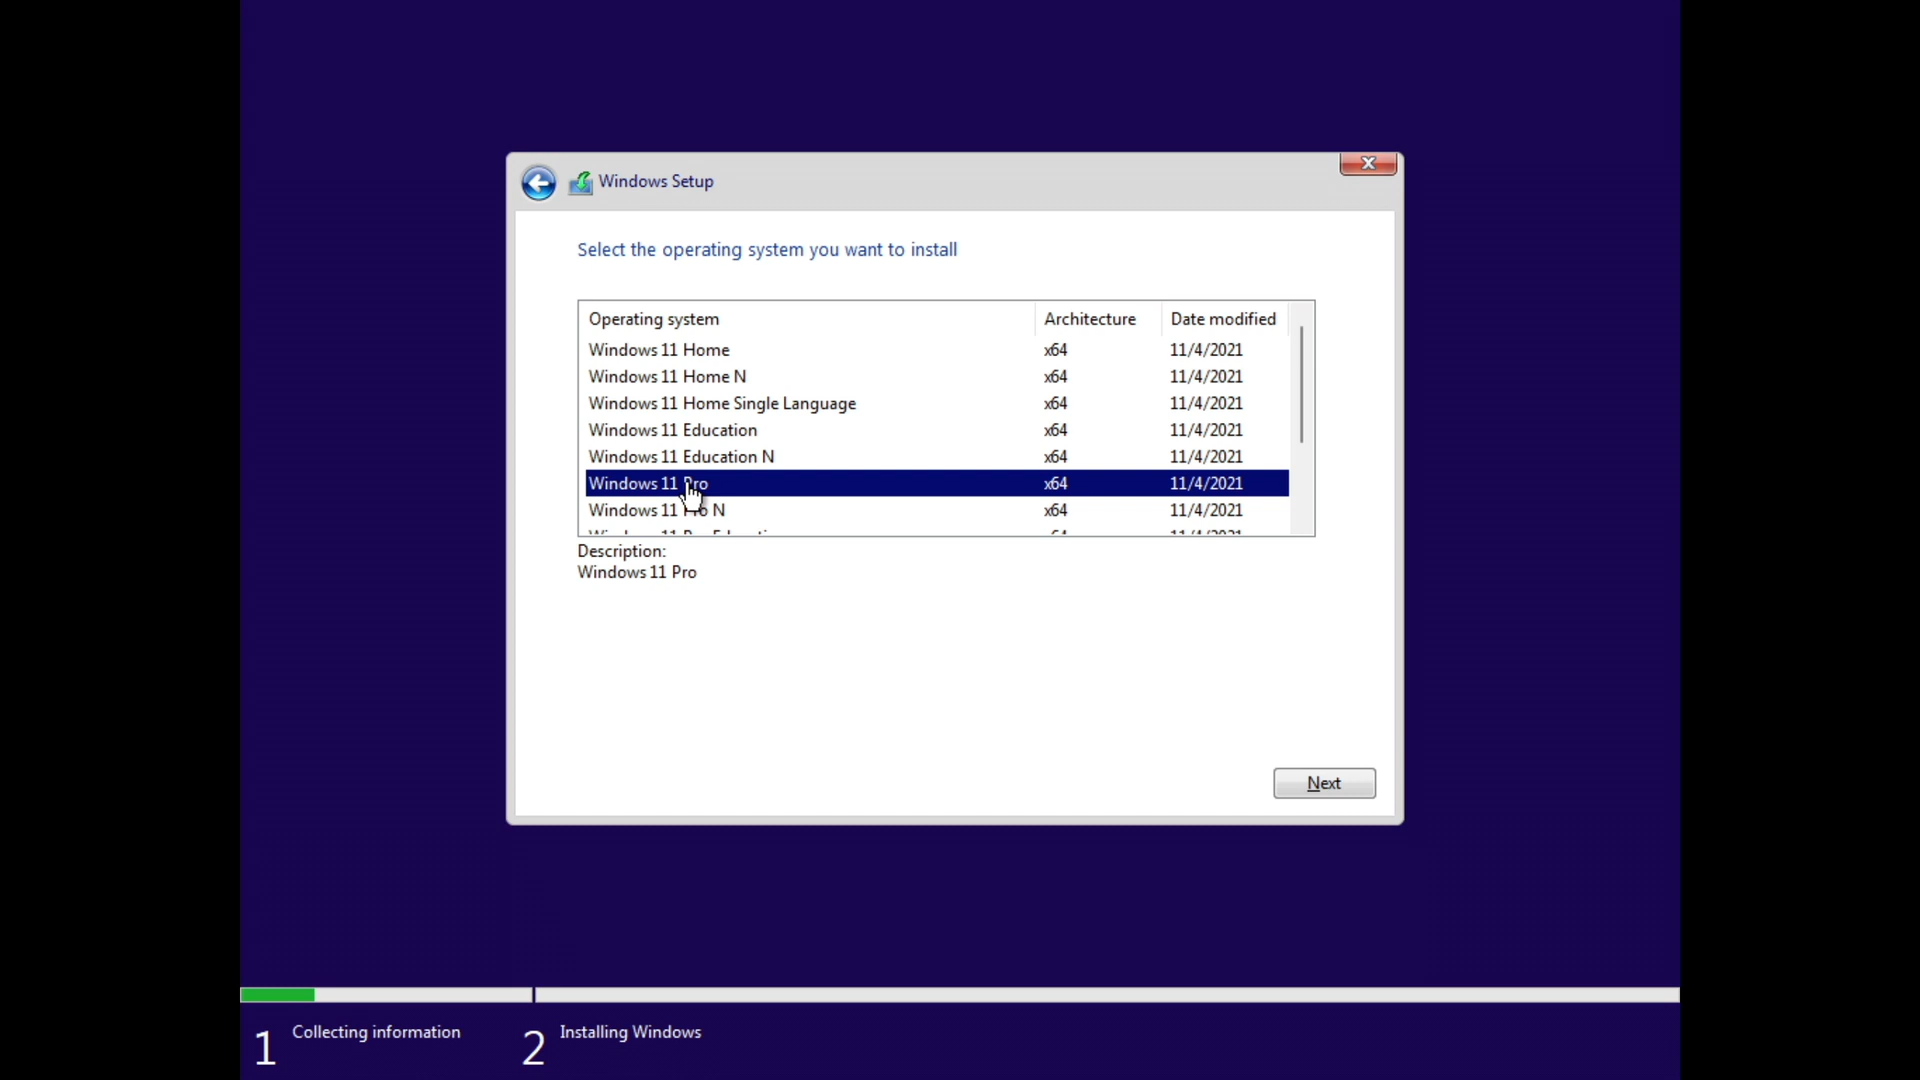 Windows Setup
Select the operating system you want to install
Operating system Architecture Date modified
Windows 11 Home x64 11/4/2021
Windows 11 Home N x64 11/4/2021
Windows 11 Home Single Language x64 11/4/2021
Windows 11 Education x64 11/4/2021
Windows 11 Education N x64 11/4/2021
Windows 11 Pro x64 11/4/2021
Windows 11 Pro N x64 11/4/2021
Description:
Windows 11 Pro
Next
1 Collecting information 2 Installing Windows